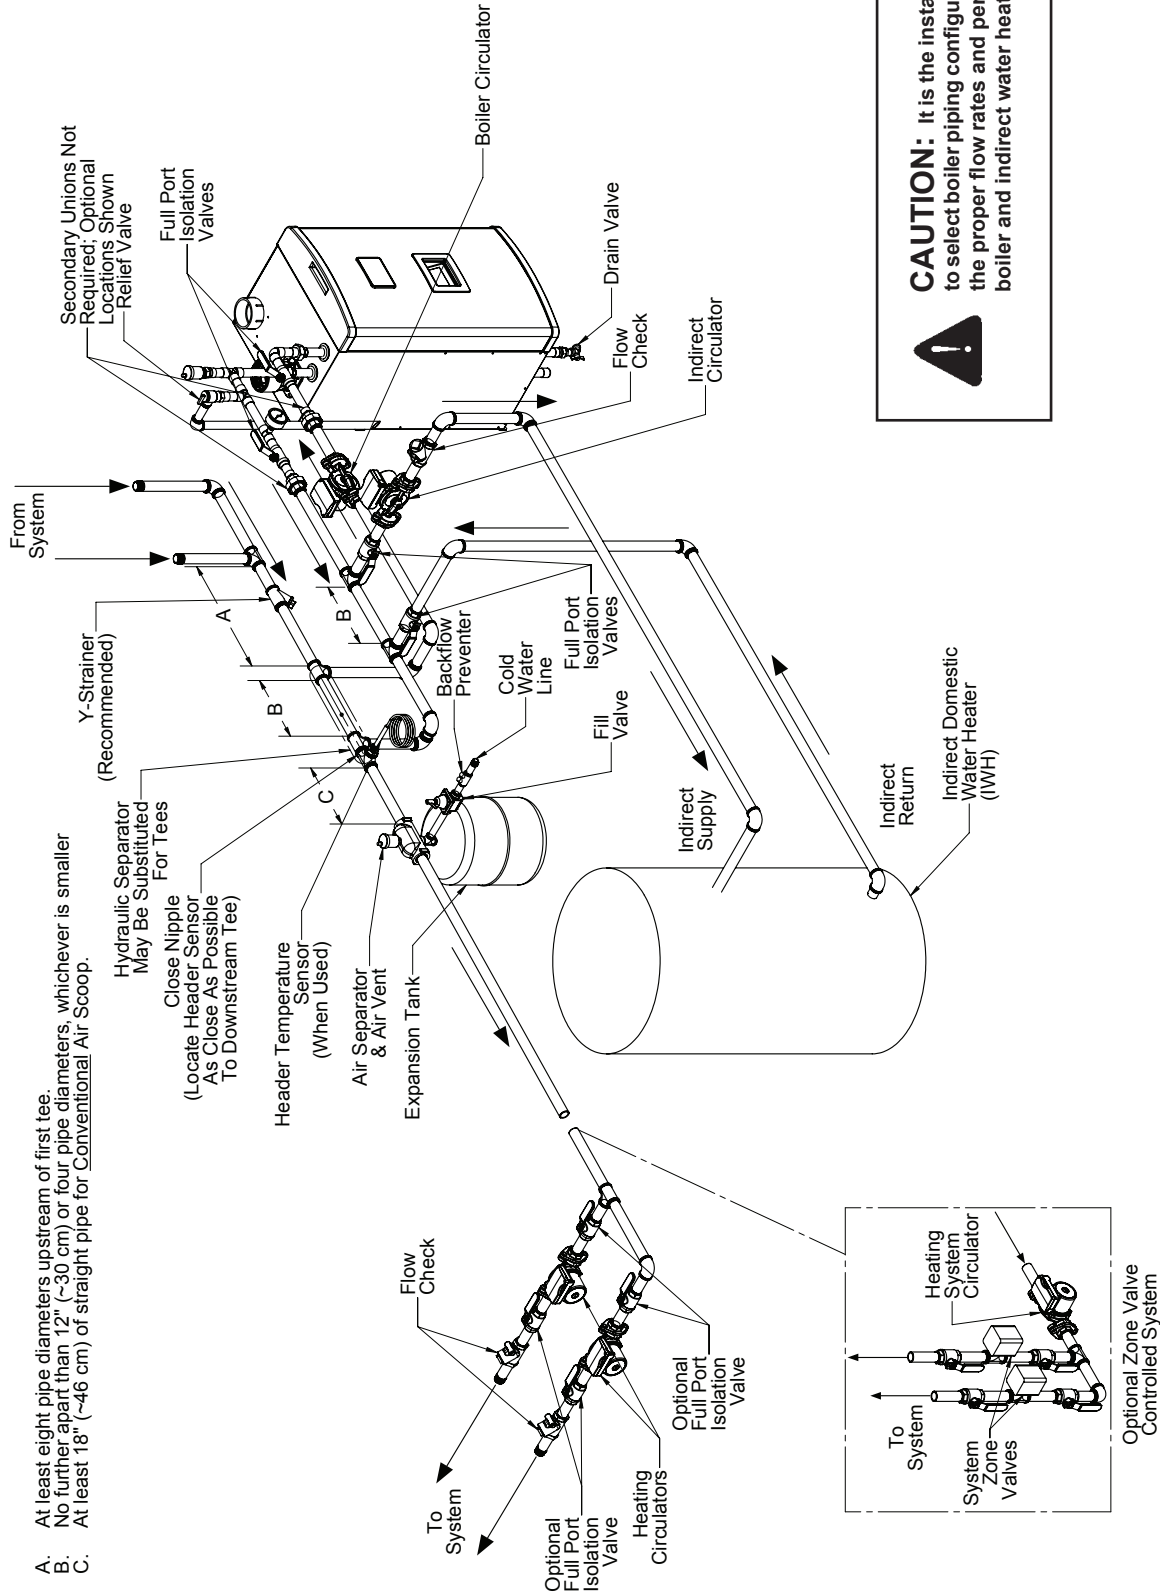 A. At least eight pipe diameters upstream of first tee.
B. No further apart than 12" (~30 cm) or four pipe diameters, whichever is smaller
C. At least 18" (~46 cm) of straight pipe for Conventional Air Scoop.
From
System
Secondary Unions Not
Required; Optional
Locations Shown
Relief Valve
Full Port
Isolation
Valves
Boiler Circulator
Drain Valve
Flow
Check
Indirect
Circulator
Y-Strainer
(Recommended)
A
B
B
C
Hydraulic Separator
May Be Substituted
For Tees
Close Nipple
(Locate Header Sensor
As Close As Possible
To Downstream Tee)
Header Temperature
Sensor
(When Used)
Air Separator
& Air Vent
Expansion Tank
Backflow
Preventer
Cold
Water
Line
Fill
Valve
Full Port
Isolation
Valves
Indirect
Supply
Indirect
Return
Indirect Domestic
Water Heater
(IWH)
Flow
Check
To
System
Optional
Full Port
Isolation
Valve
Heating
Circulators
Optional
Full Port
Isolation
Valve
To
System
System
Zone
Valves
Heating
System
Circulator
Optional Zone Valve
Controlled System
CAUTION: It is the insta
to select boiler piping configu
the proper flow rates and per
boiler and indirect water heat